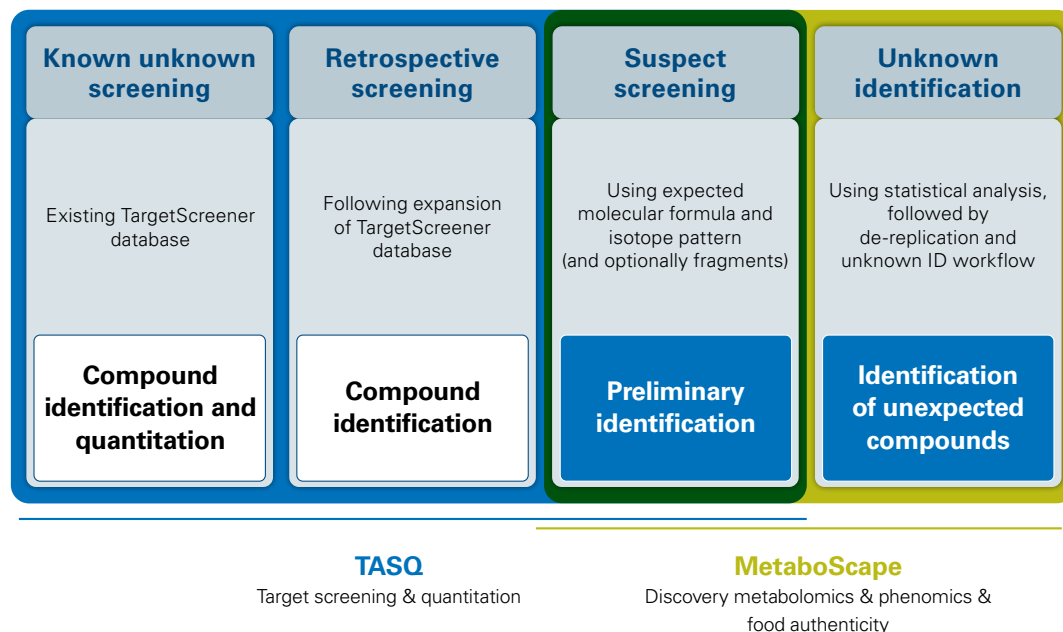 Known unknown
screening
Existing TargetScreener
database
Compound
identification and
quantitation
Retrospective
screening
Following expansion
of TargetScreener
database
Compound
identification
Suspect
screening
Using expected
molecular formula and
isotope pattern
(and optionally fragments)
Preliminary
identification
Unknown
identification
Using statistical analysis,
followed by
de-replication and
unknown ID workflow
Identification
of unexpected
compounds
TASQ
Target screening & quantitation
MetaboScape
Discovery metabolomics & phenomics &
food authenticity